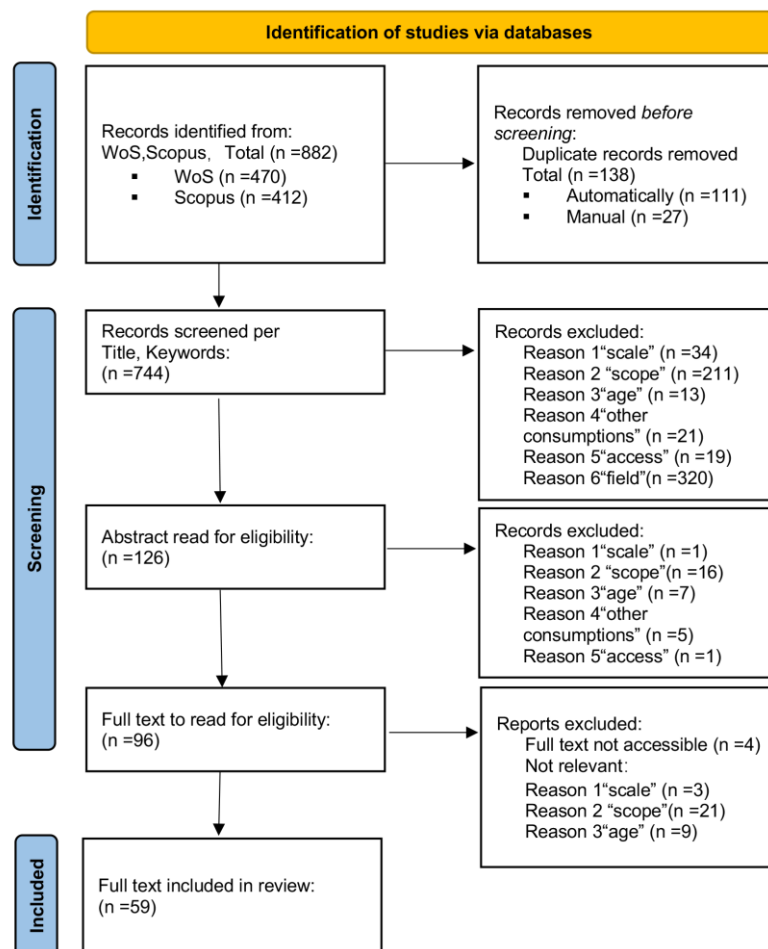 Identification of studies via databases
Identification
Records identified from:
WoS,Scopus, Total (n =882)
▪ WoS (n =470)
▪ Scopus (n =412)
Records removed before
screening:
Duplicate records removed
Total (n =138)
▪ Automatically (n =111)
▪ Manual (n =27)
Screening
Records screened per
Title, Keywords:
(n =744)
Records excluded:
Reason 1“scale” (n =34)
Reason 2 “scope” (n =211)
Reason 3“age” (n =13)
Reason 4“other
consumptions” (n =21)
Reason 5“access” (n =19)
Reason 6“field”(n =320)
Abstract read for eligibility:
(n =126)
Records excluded:
Reason 1“scale” (n =1)
Reason 2 “scope”(n =16)
Reason 3“age” (n =7)
Reason 4“other
consumptions” (n =5)
Reason 5“access” (n =1)
Full text to read for eligibility:
(n =96)
Reports excluded:
Full text not accessible (n =4)
Not relevant:
Reason 1“scale” (n =3)
Reason 2 “scope”(n =21)
Reason 3“age” (n =9)
Included
Full text included in review:
(n =59)